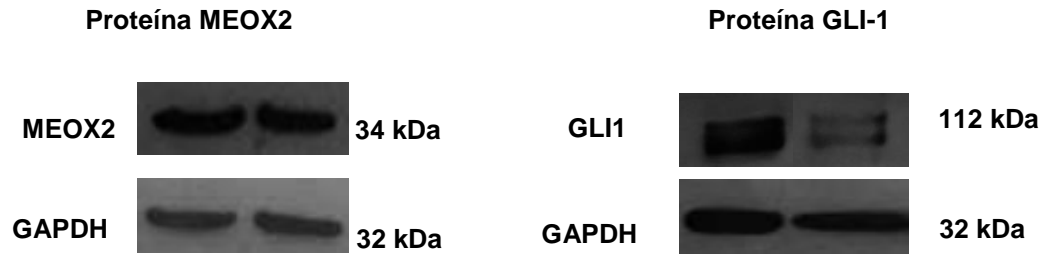 Proteína MEOX2
MEOX2
34 kDa
GAPDH
32 kDa
Proteína GLI-1
GLI1
112 kDa
GAPDH
32 kDa